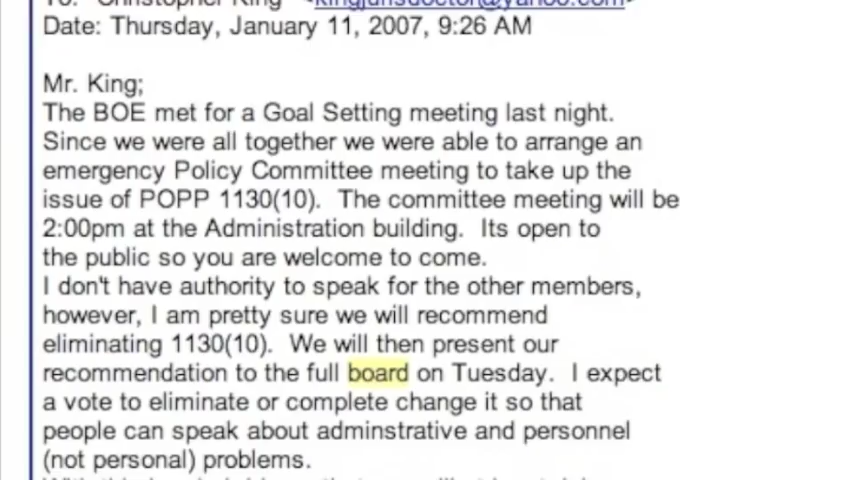 Date: Thursday, January 11, 2007, 9:26 AM
Mr. King;
The BOE met for a Goal Setting meeting last night.
Since we were all together we were able to arrange an
emergency Policy Committee meeting to take up the
issue of POPP 1130(10).  The committee meeting will be
2:00pm at the Administration building.  Its open to
the public so you are welcome to come.
I don't have authority to speak for the other members,
however, I am pretty sure we will recommend
eliminating 1130(10).  We will then present our
recommendation to the full board on Tuesday.  I expect
a vote to eliminate or complete change it so that
people can speak about adminstrative and personnel
(not personal) problems.